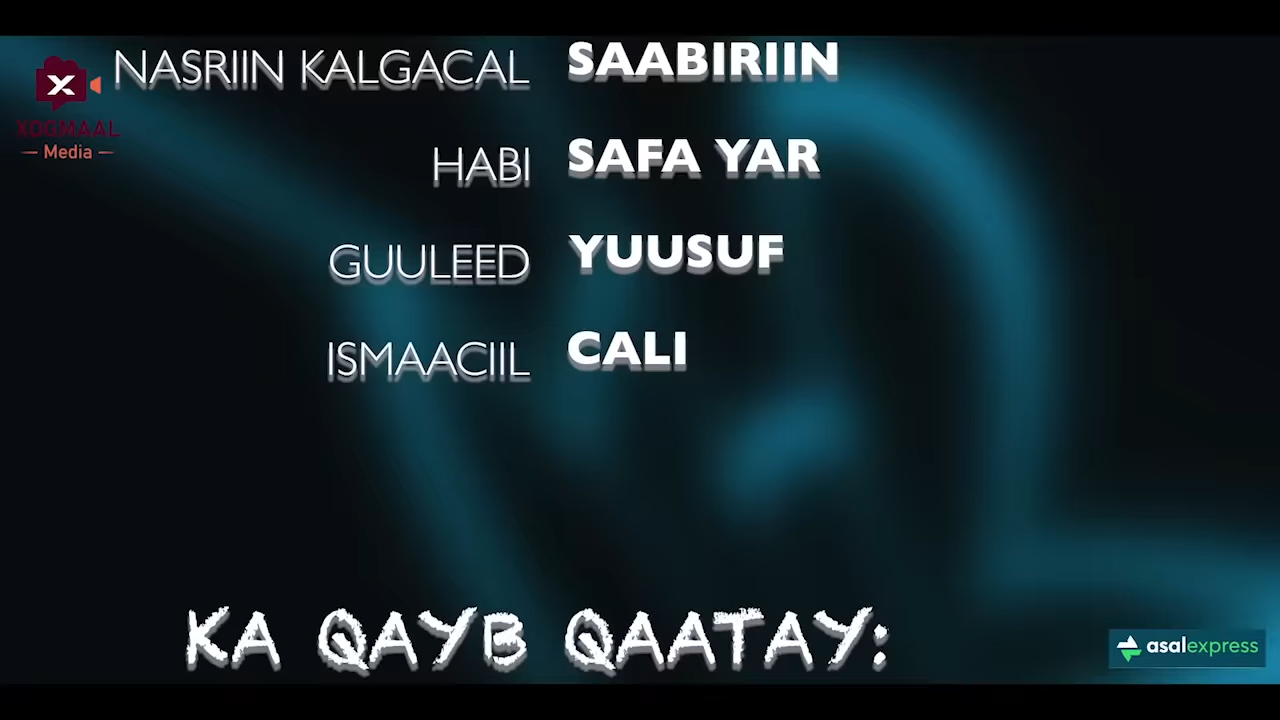 NASRIIN KALGACAL SAABIRIIN
XOGMAAL
Media
HABI SAFA YAR
GUULEED YUUSUF
ISMAACIIL CALI
KA QAYB QAATAY:
asalexpress